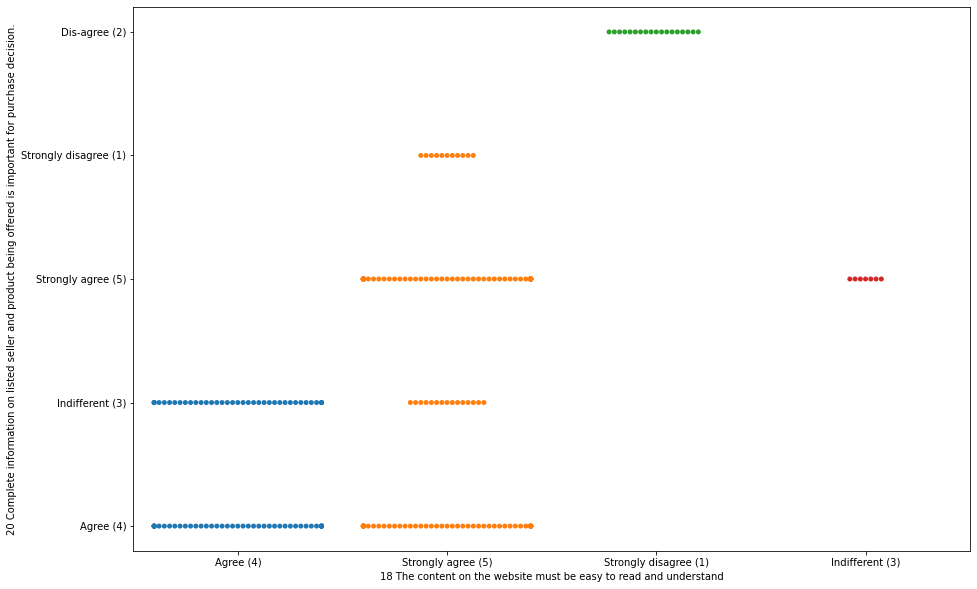 20 Complete information on listed seller and product being offered is important for purchase decision.
Dis-agree (2)
Strongly disagree (1)
Strongly agree (5)
Indifferent (3)
Agree (4)
Agree (4)
Strongly agree (5)
Strongly disagree (1)
Indifferent (3)
18 The content on the website must be easy to read and understand